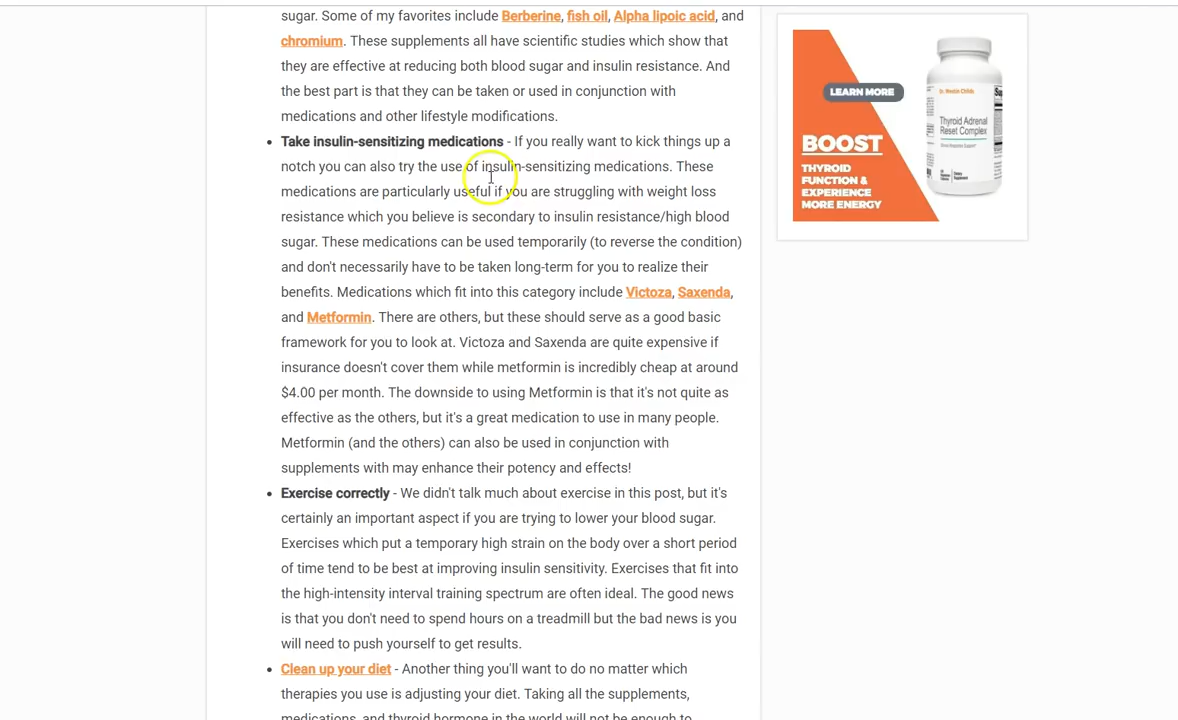 sugar. Some of my favorites include Berberine, fish oil, Alpha lipoic acid, and
chromium. These supplements all have scientific studies which show that
they are effective at reducing both blood sugar and insulin resistance. And
the best part is that they can be taken or used in conjunction with
medications and other lifestyle modifications.
Take insulin-sensitizing medications - If you really want to kick things up a
notch you can also try the use of insulin-sensitizing medications. These
medications are particularly useful if you are struggling with weight loss
resistance which you believe is secondary to insulin resistance/high blood
sugar. These medications can be used temporarily (to reverse the condition)
and don't necessarily have to be taken long-term for you to realize their
benefits. Medications which fit into this category include Victoza, Saxenda,
and Metformin. There are others, but these should serve as a good basic
framework for you to look at. Victoza and Saxenda are quite expensive if
insurance doesn't cover them while metformin is incredibly cheap at around
$4.00 per month. The downside to using Metformin is that it's not quite as
effective as the others, but it's a great medication to use in many people.
Metformin (and the others) can also be used in conjunction with
supplements with may enhance their potency and effects!
Exercise correctly - We didn't talk much about exercise in this post, but it's
certainly an important aspect if you are trying to lower your blood sugar.
Exercises which put a temporary high strain on the body over a short period
of time tend to be best at improving insulin sensitivity. Exercises that fit into
the high-intensity interval training spectrum are often ideal. The good news
is that you don't need to spend hours on a treadmill but the bad news is you
will need to push yourself to get results.
Clean up your diet - Another thing you'll want to do no matter which
therapies you use is adjusting your diet. Taking all the supplements,
medications, and thyroid hormone in the world will not be enough to
LEARN MORE
BOOST
THYROID
FUNCTION &
EXPERIENCE
MORE ENERGY
Dr. Westin Childs
Thyroid Adrenal
Reset Complex